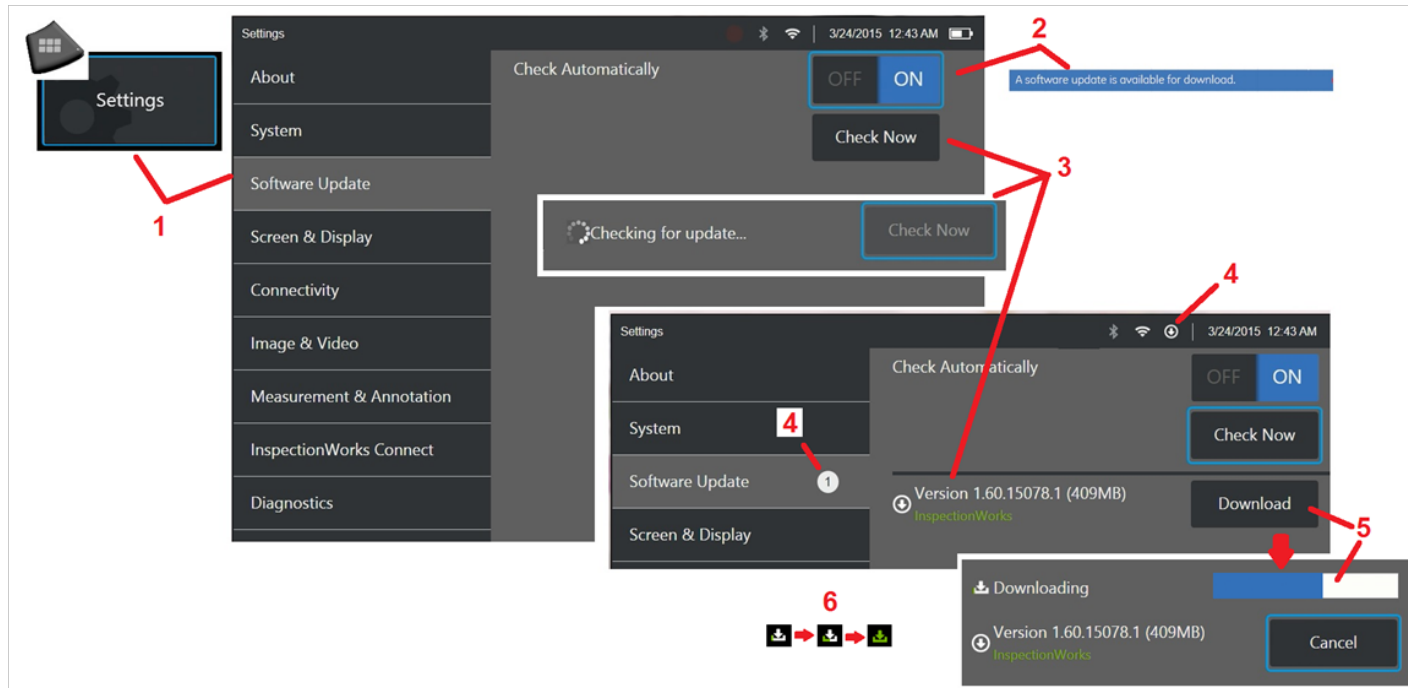 Settings
1
Settings
3/24/2015 12:43 AM
About
System
Software Update
Screen & Display
Connectivity
Image & Video
Measurement & Annotation
InspectionWorks Connect
Diagnostics
Check Automatically
OFF ON
Check Now
2
A software update is available for download.
3
Checking for update...
Check Now
4
Settings
3/24/2015 12:43 AM
About
System
4
Software Update 1
Screen & Display
Check Automatically
OFF ON
Check Now
Version 1.60.15078.1 (409MB)
InspectionWorks
Download
5
Downloading
Version 1.60.15078.1 (409MB)
InspectionWorks
Cancel
6